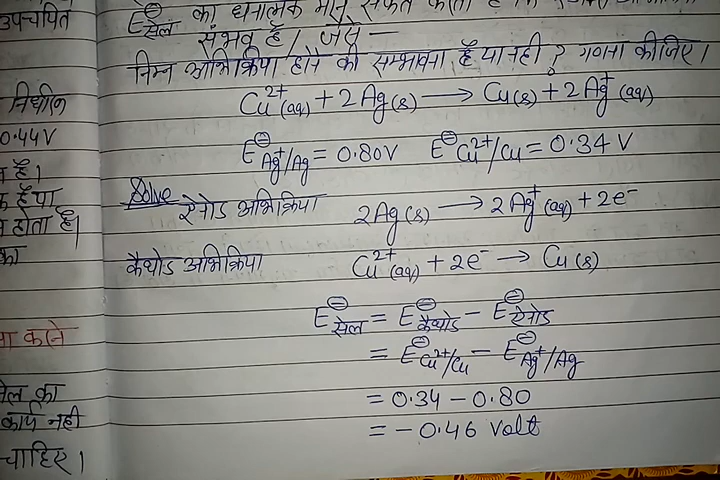 उपचयित
निर्धारित
0.44V
है।
होता है।
का
कार्य नही
चाहिए।
E⊖सेल का धनात्मक मान संकेत करता है कि
संभव है। जैसे —
निम्न अभिक्रिया होने की सम्भावना है या नही ? गणना कीजिए।
Cu²⁺(aq) + 2Ag(s) ⟶ Cu(s) + 2Ag⁺(aq)
E⊖Ag⁺/Ag = 0.80V E⊖Cu²⁺/Cu = 0.34 V
Solve
ऐनोड अभिक्रिया 2Ag(s) ⟶ 2Ag⁺(aq) + 2e⁻
कैथोड अभिक्रिया Cu²⁺(aq) + 2e⁻ → Cu(s)
E⊖सेल = E⊖कैथोड − E⊖ऐनोड
= E⊖Cu²⁺/Cu − E⊖Ag⁺/Ag
= 0.34 − 0.80
= − 0.46 Volt